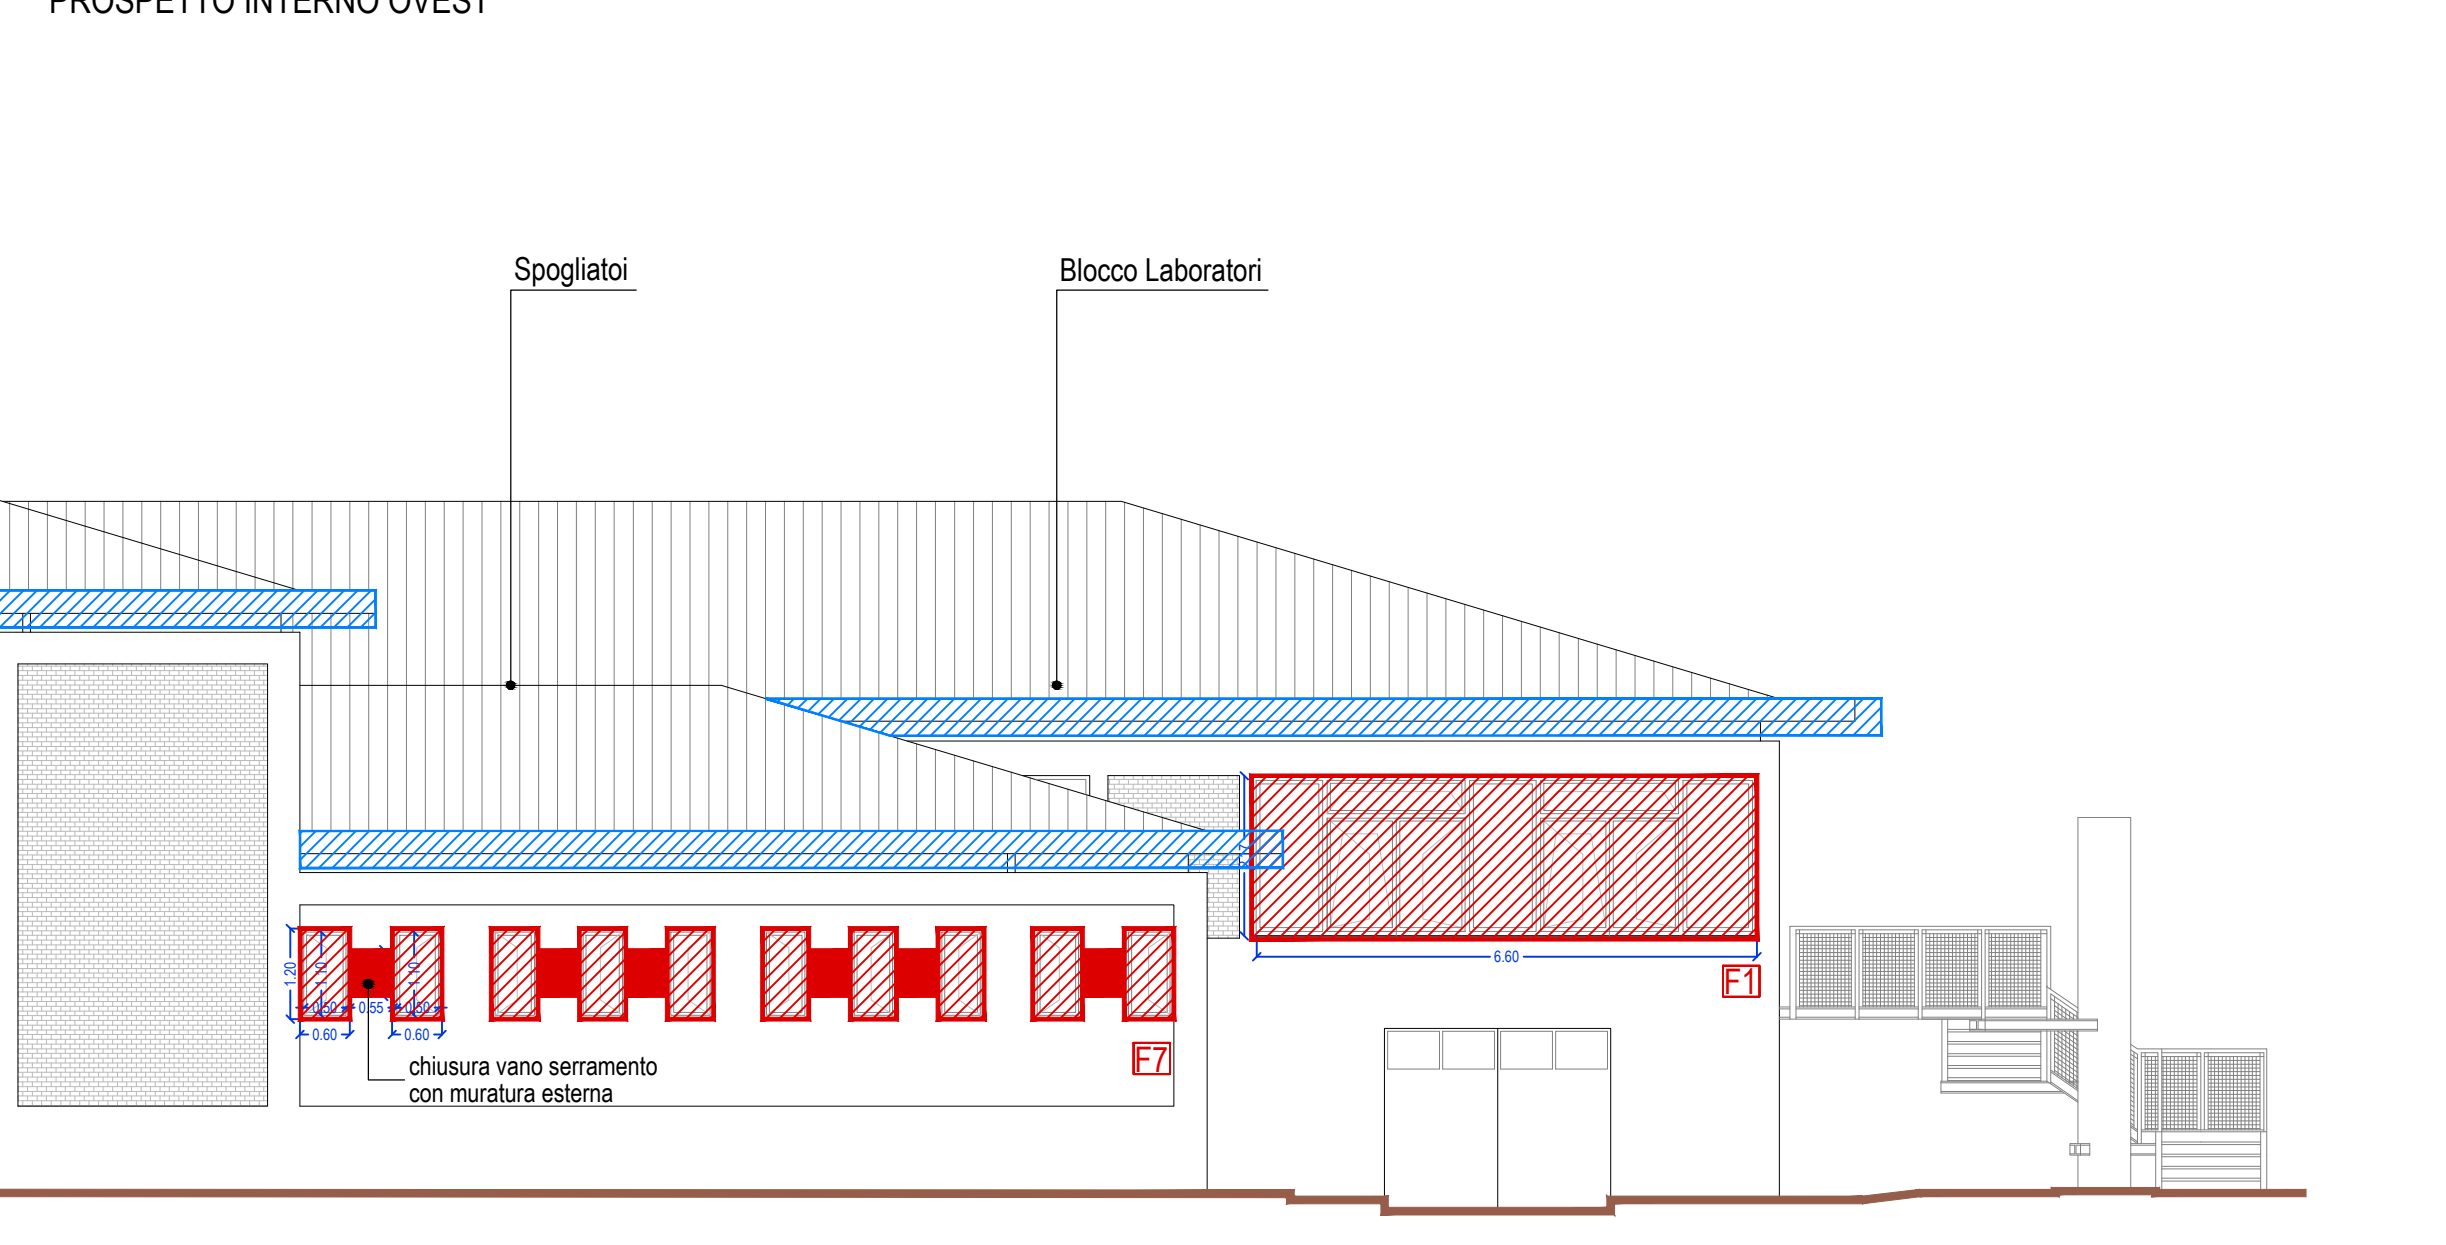 PROSPETTO INTERNO OVEST
Spogliatoi
Blocco Laboratori
1.20
1.10
1.10
0.50
0.55
0.50
0.60
0.60
6.60
F1
F7
chiusura vano serramento
con muratura esterna